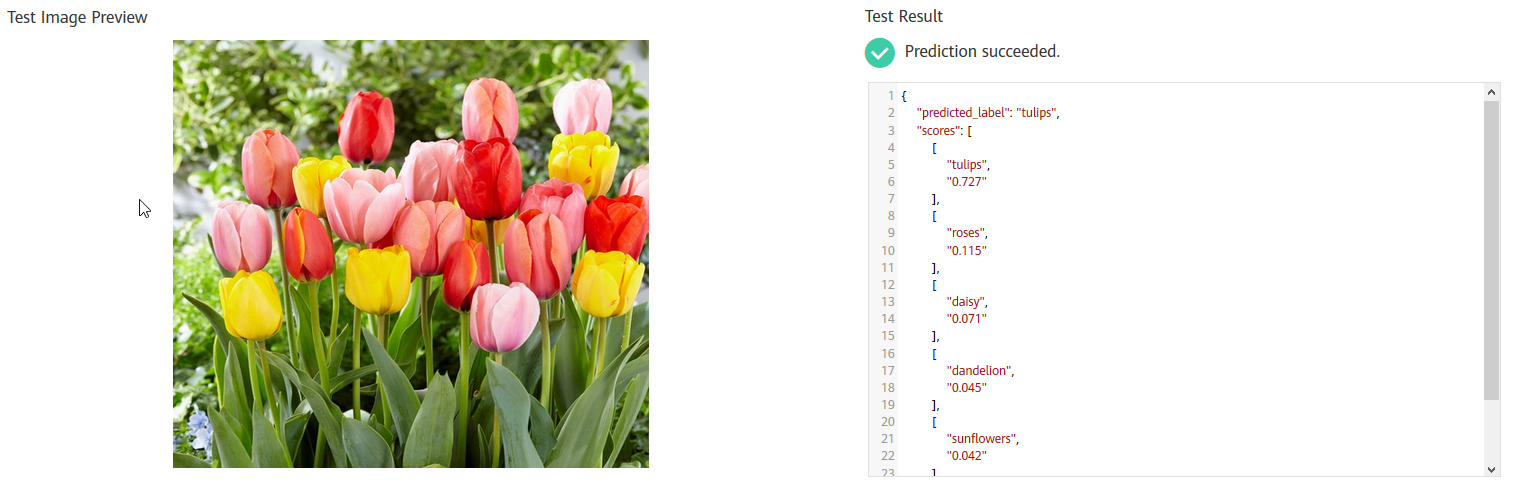 Test Image Preview
Test Result
Prediction succeeded.
1 {
2 "predicted_label": "tulips",
3 "scores": [
4 [
5 "tulips",
6 "0.727"
7 ],
8 [
9 "roses",
10 "0.115"
11 ],
12 [
13 "daisy",
14 "0.071"
15 ],
16 [
17 "dandelion",
18 "0.045"
19 ],
20 [
21 "sunflowers",
22 "0.042"
23 ]